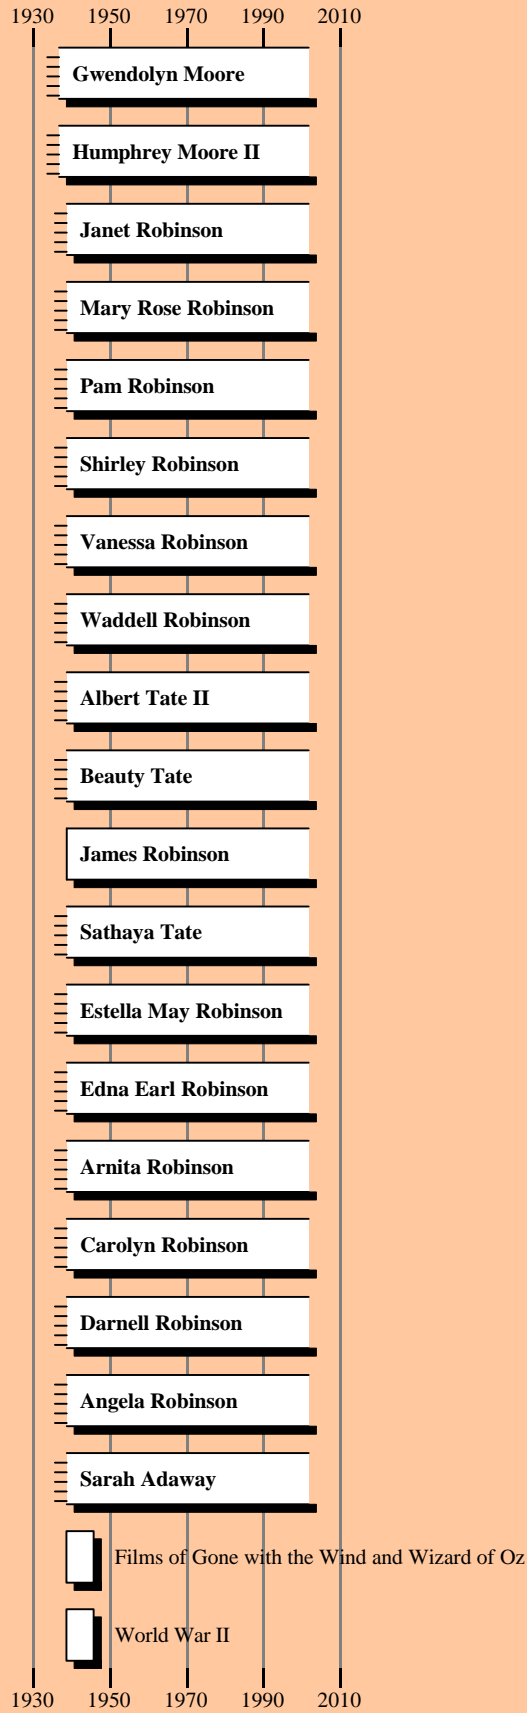 1930 1950 1970 1990 2010
Gwendolyn Moore
Humphrey Moore II
Janet Robinson
Mary Rose Robinson
Pam Robinson
Shirley Robinson
Vanessa Robinson
Waddell Robinson
Albert Tate II
Beauty Tate
James Robinson
Sathaya Tate
Estella May Robinson
Edna Earl Robinson
Arnita Robinson
Carolyn Robinson
Darnell Robinson
Angela Robinson
Sarah Adaway
Films of Gone with the Wind and Wizard of Oz
World War II
1930 1950 1970 1990 2010